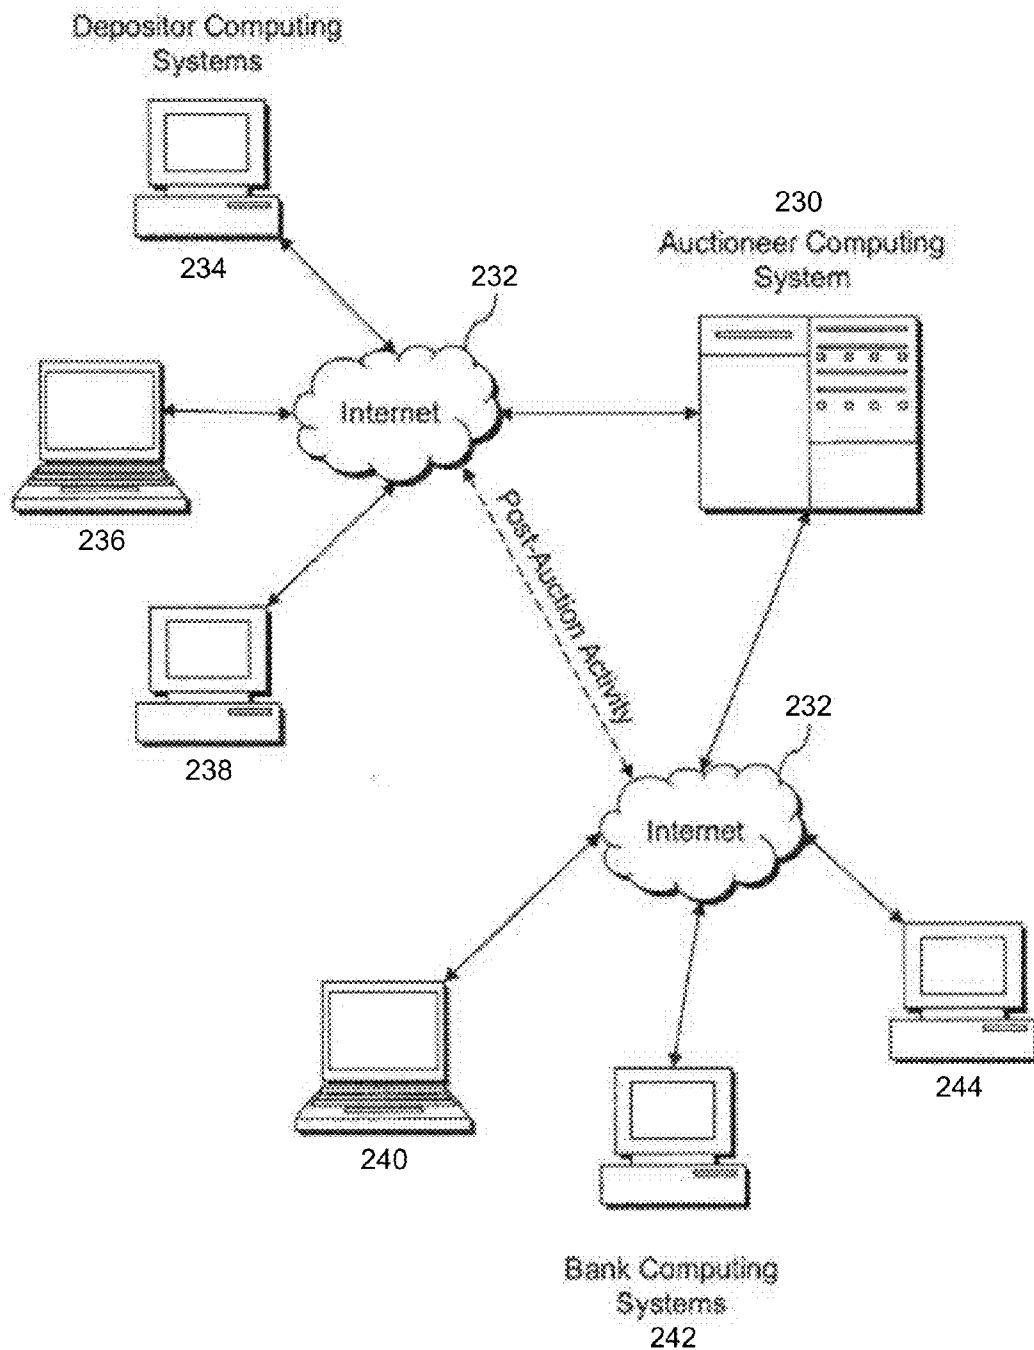 Depositor Computing
Systems
234
230
Auctioneer Computing
System
232
Internet
236
Post-Auction Activity
238
232
Internet
244
240
Bank Computing
Systems
242